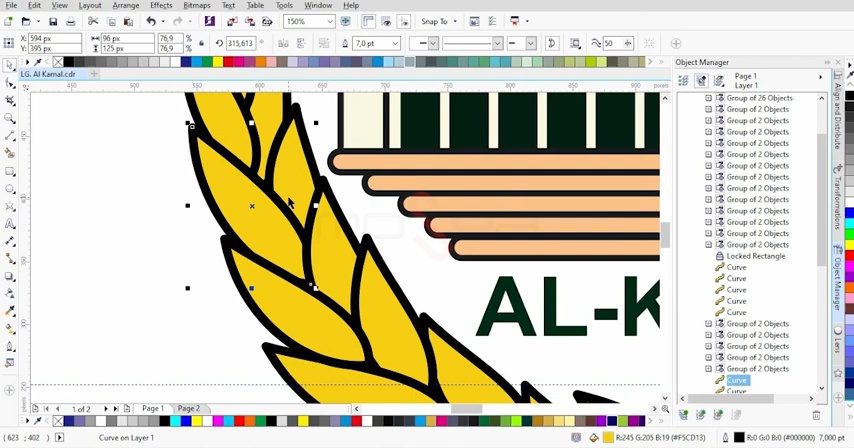 File Edit View Layout Arrange Effects Bitmaps Text Table Tools Window Help
150% Snap To
X: 594 px 96 px 76,9 % 315,613 ° 7,0 pt 50
Y: 395 px 125 px 76,9 %
LG. Al Kamal.cdr
450 500 550 600 650 700 750 800 850 900 pixels
AL-K
Object Manager
Page 1
Layer 1
Group of 26 Objects
Group of 2 Objects
Group of 2 Objects
Group of 2 Objects
Group of 2 Objects
Group of 2 Objects
Group of 2 Objects
Group of 2 Objects
Group of 2 Objects
Group of 2 Objects
Group of 2 Objects
Group of 2 Objects
Group of 2 Objects
Group of 2 Objects
Locked Rectangle
Curve
Curve
Curve
Curve
Curve
Group of 2 Objects
Group of 2 Objects
Group of 2 Objects
Group of 2 Objects
Group of 2 Objects
Curve
Curve
Align and Distribute
Transformations
Object Manager
Lens
1 of 2 Page 1 Page 2
( 623 ; 402 ) Curve on Layer 1 R:245 G:205 B:19 (#F5CD13) R:0 G:0 B:0 (#000000) 7,000 pt